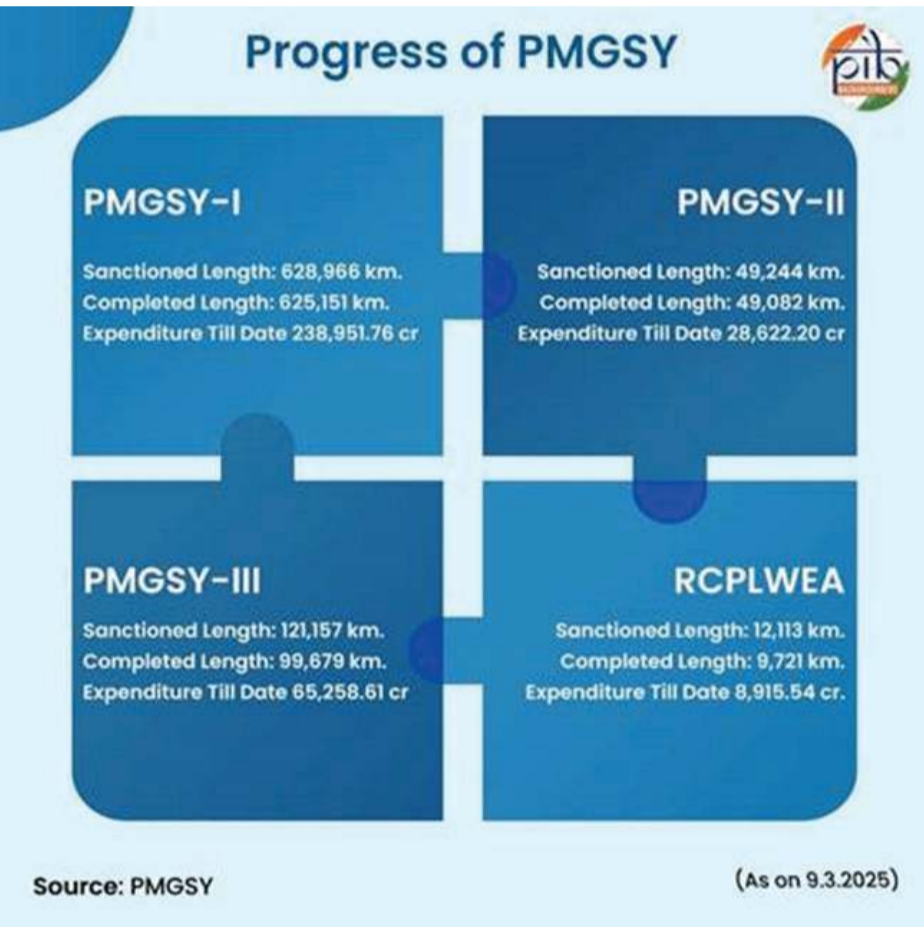 Progress of PMGSY
pib
PMGSY-I
Sanctioned Length: 628,966 km.
Completed Length: 625,151 km.
Expenditure Till Date 238,951.76 cr
PMGSY-II
Sanctioned Length: 49,244 km.
Completed Length: 49,082 km.
Expenditure Till Date 28,622.20 cr
PMGSY-III
Sanctioned Length: 121,157 km.
Completed Length: 99,679 km.
Expenditure Till Date 65,258.61 cr
RCPLWEA
Sanctioned Length: 12,113 km.
Completed Length: 9,721 km.
Expenditure Till Date 8,915.54 cr.
Source: PMGSY
(As on 9.3.2025)